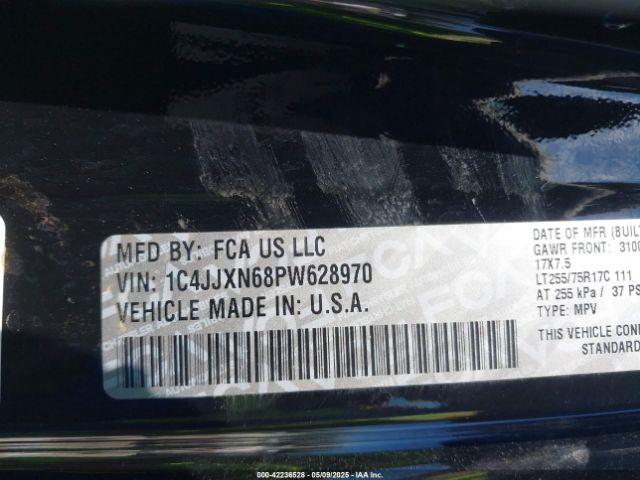 MFD BY: FCA US LLC
VIN: 1C4JJXN68PW628970
VEHICLE MADE IN: U.S.A.
DATE OF MFR (BUILT
GAWR FRONT: 3100
17X7.5
LT255/75R17C 111
AT 255 kPa / 37 PS
TYPE: MPV
THIS VEHICLE CON
STANDARD
000-42236528 - 05/09/2025 - IAAI.com